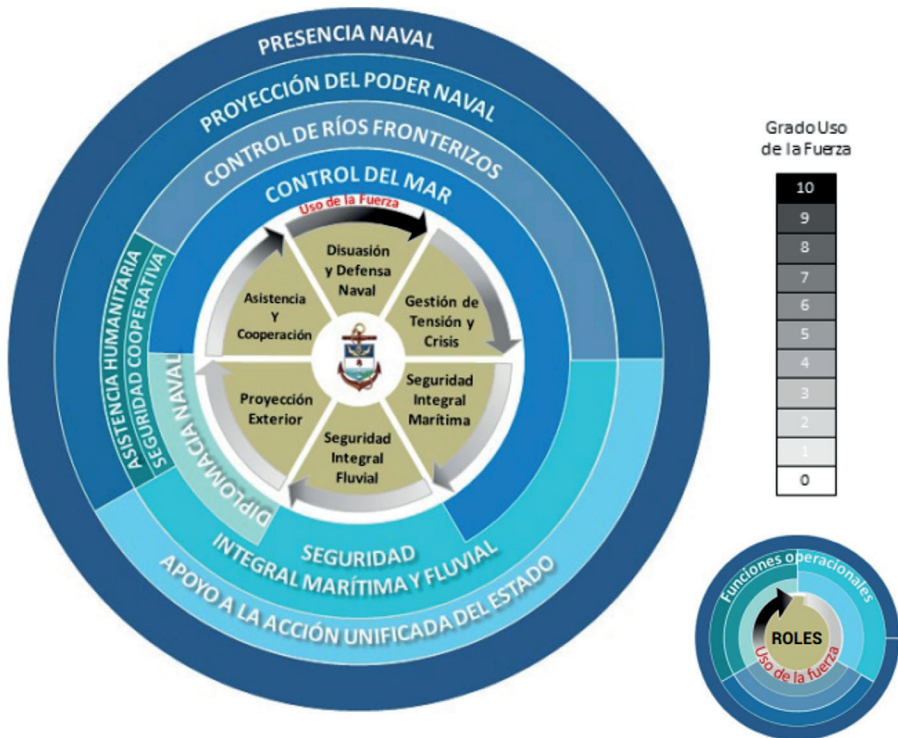 PRESENCIA NAVAL
PROYECCIÓN DEL PODER NAVAL
CONTROL DE RÍOS FRONTERIZOS
CONTROL DEL MAR
Uso de la Fuerza
Disuasión
y Defensa
Naval
Gestión de
Tensión y
Crisis
Seguridad
Integral
Marítima
Seguridad
Integral
Fluvial
Proyección
Exterior
Asistencia
Y
Cooperación
ASISTENCIA HUMANITARIA
SEGURIDAD COOPERATIVA
DIPLOMACIA NAVAL
SEGURIDAD
INTEGRAL MARÍTIMA Y FLUVIAL
APOYO A LA ACCIÓN UNIFICADA DEL ESTADO
Grado Uso
de la Fuerza
10
9
8
7
6
5
4
3
2
1
0
Funciones operacionales
ROLES
Uso de la fuerza